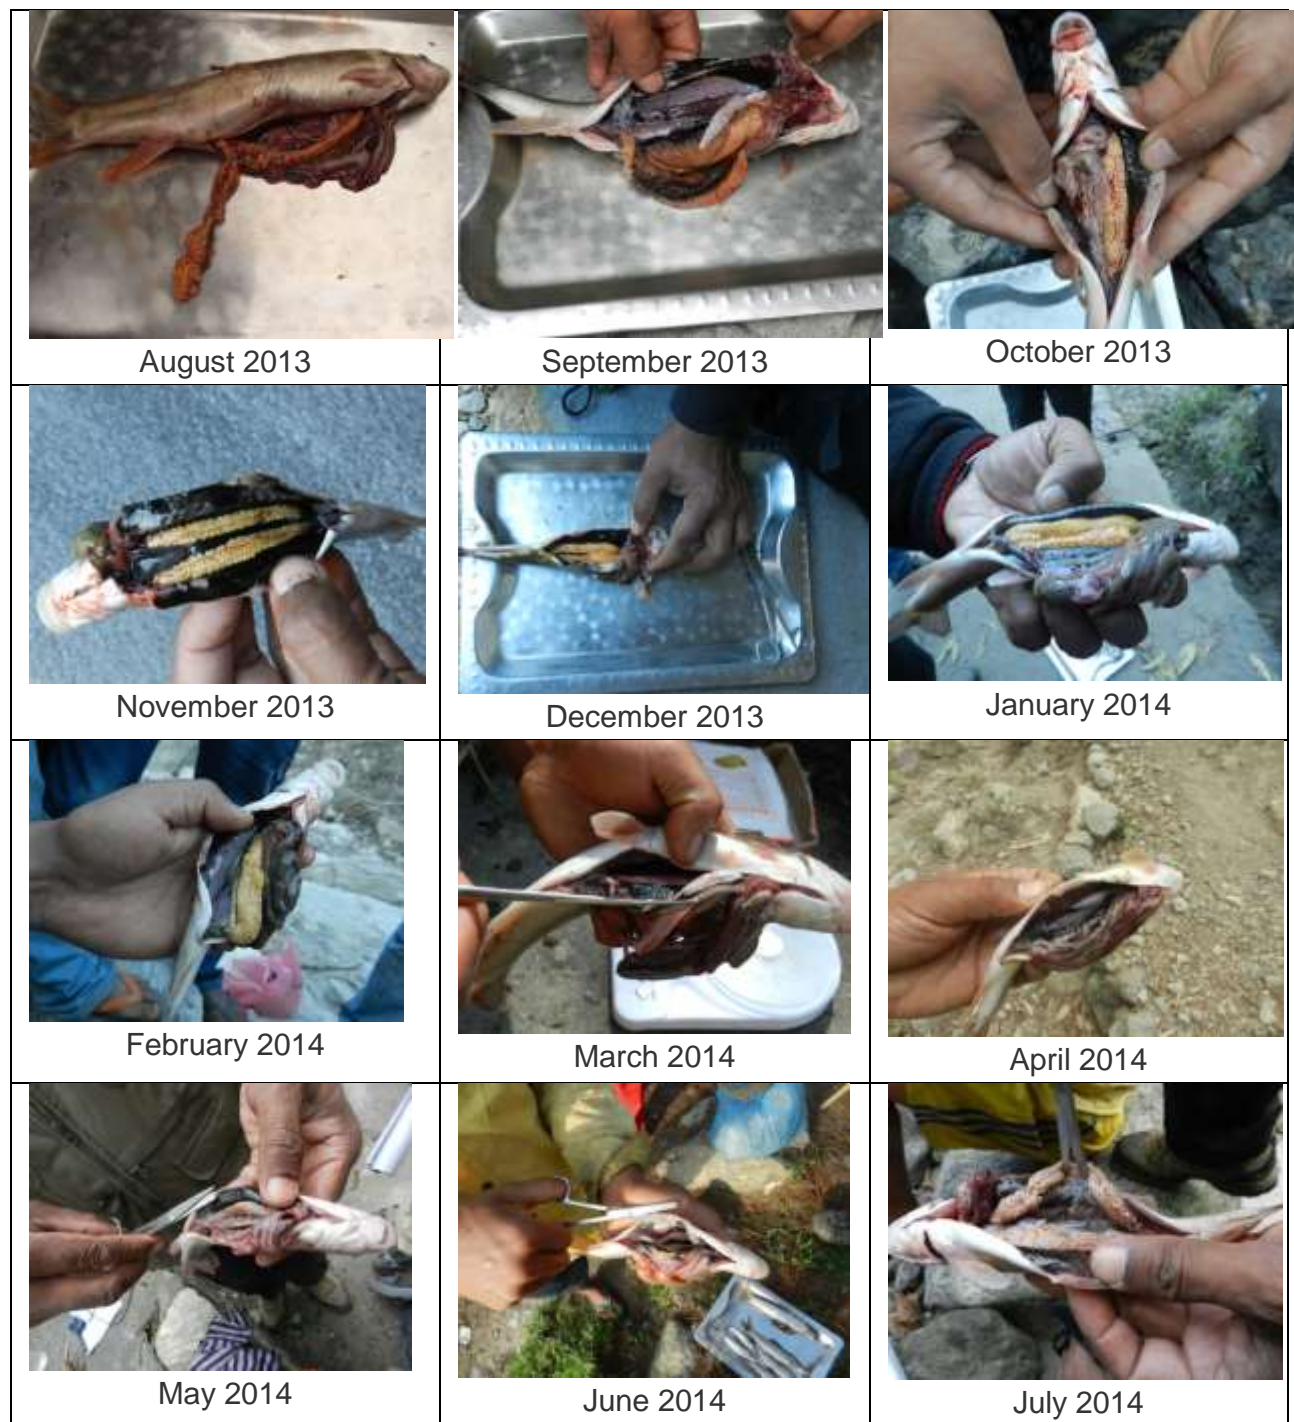 August 2013
September 2013
October 2013
November 2013
December 2013
January 2014
February 2014
March 2014
April 2014
May 2014
June 2014
July 2014